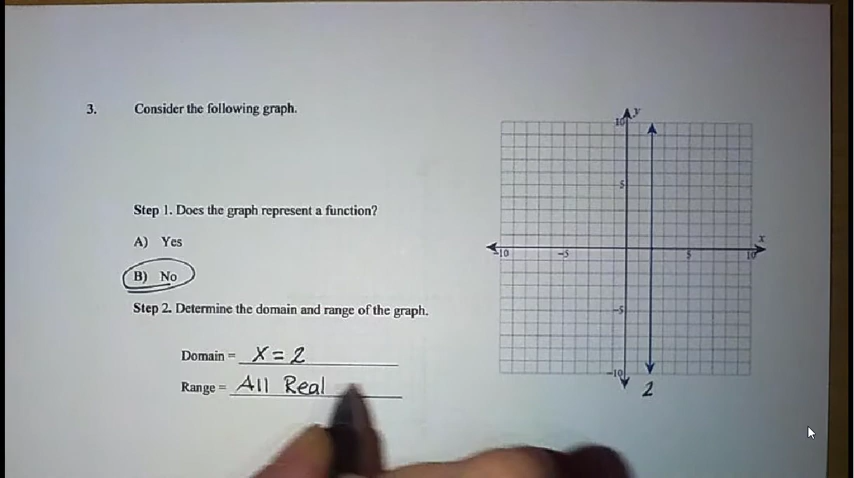 3. Consider the following graph.
Step 1. Does the graph represent a function?
A) Yes
B) No
Step 2. Determine the domain and range of the graph.
Domain = X = 2
Range = All Real
y
10
5
x
-10
-5
5
10
-5
-10
2